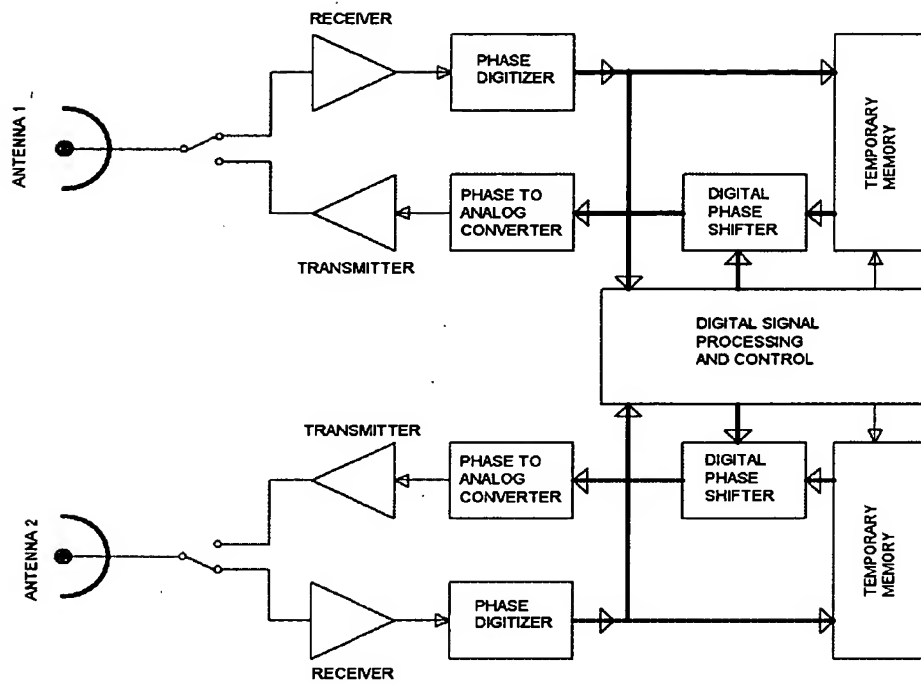 RECEIVER
PHASE
DIGITIZER
ANTENNA 1
TEMPORARY
MEMORY
PHASE TO
ANALOG
CONVERTER
DIGITAL
PHASE
SHIFTER
TRANSMITTER
DIGITAL SIGNAL
PROCESSING
AND CONTROL
TRANSMITTER
PHASE TO
ANALOG
CONVERTER
DIGITAL
PHASE
SHIFTER
ANTENNA 2
TEMPORARY
MEMORY
PHASE
DIGITIZER
RECEIVER